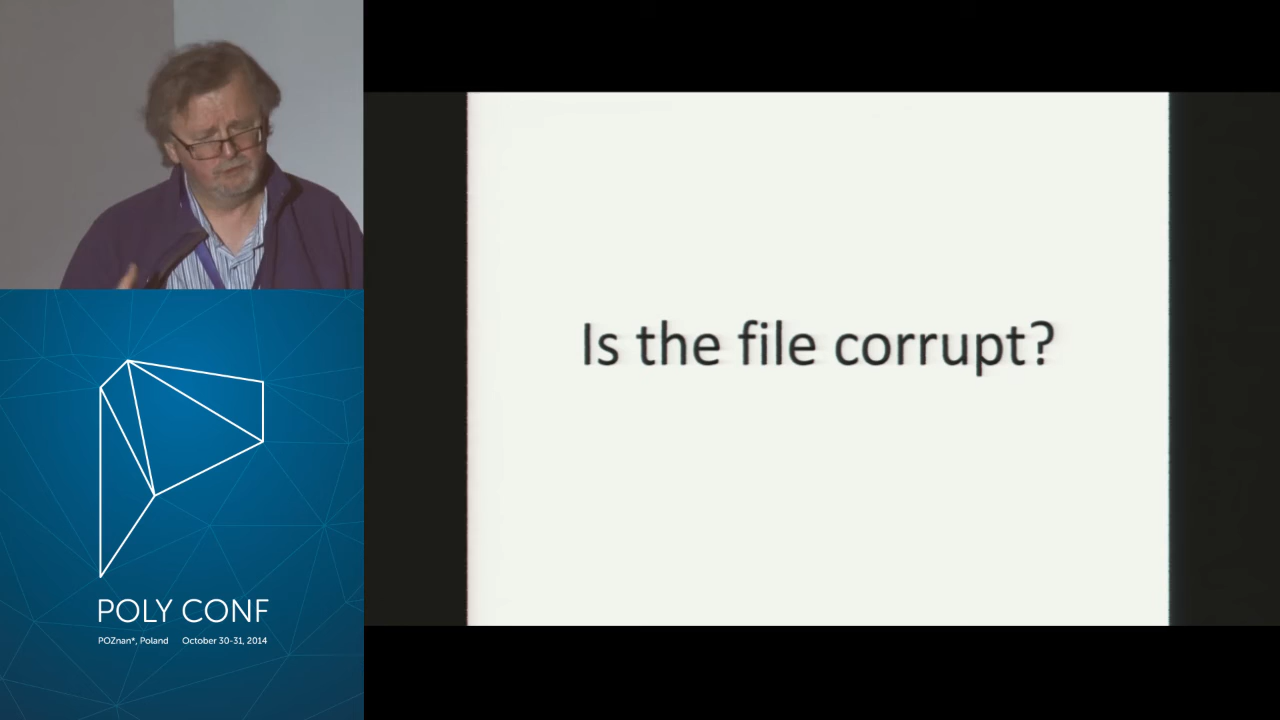 Is the file corrupt?
POLY CONF
POZnan*, Poland October 30-31, 2014